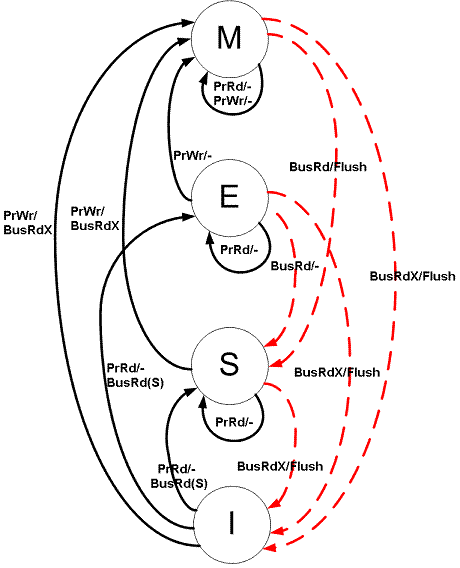 M
PrRd/-
PrWr/-
BusRd/Flush
PrWr/-
E
PrWr/
BusRdX
PrWr/
BusRdX
PrRd/-
BusRd/-
BusRdX/Flush
S
PrRd/-
BusRd(S)
BusRdX/Flush
PrRd/-
BusRdX/Flush
PrRd/-
BusRd(S)
I